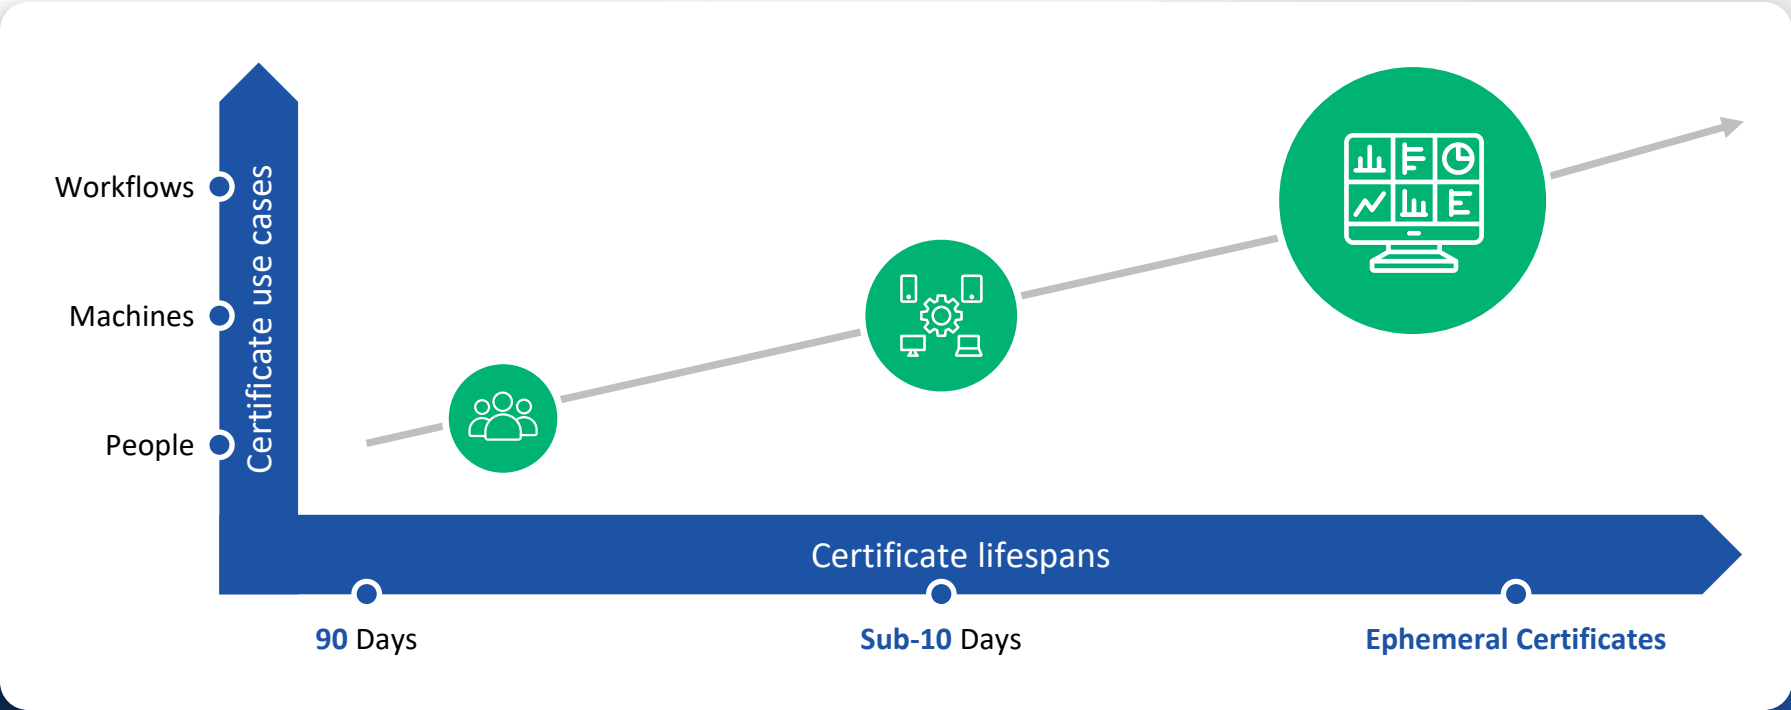 Workflows
Machines
People
Certificate use cases
Certificate lifespans
90 Days
Sub-10 Days
Ephemeral Certificates